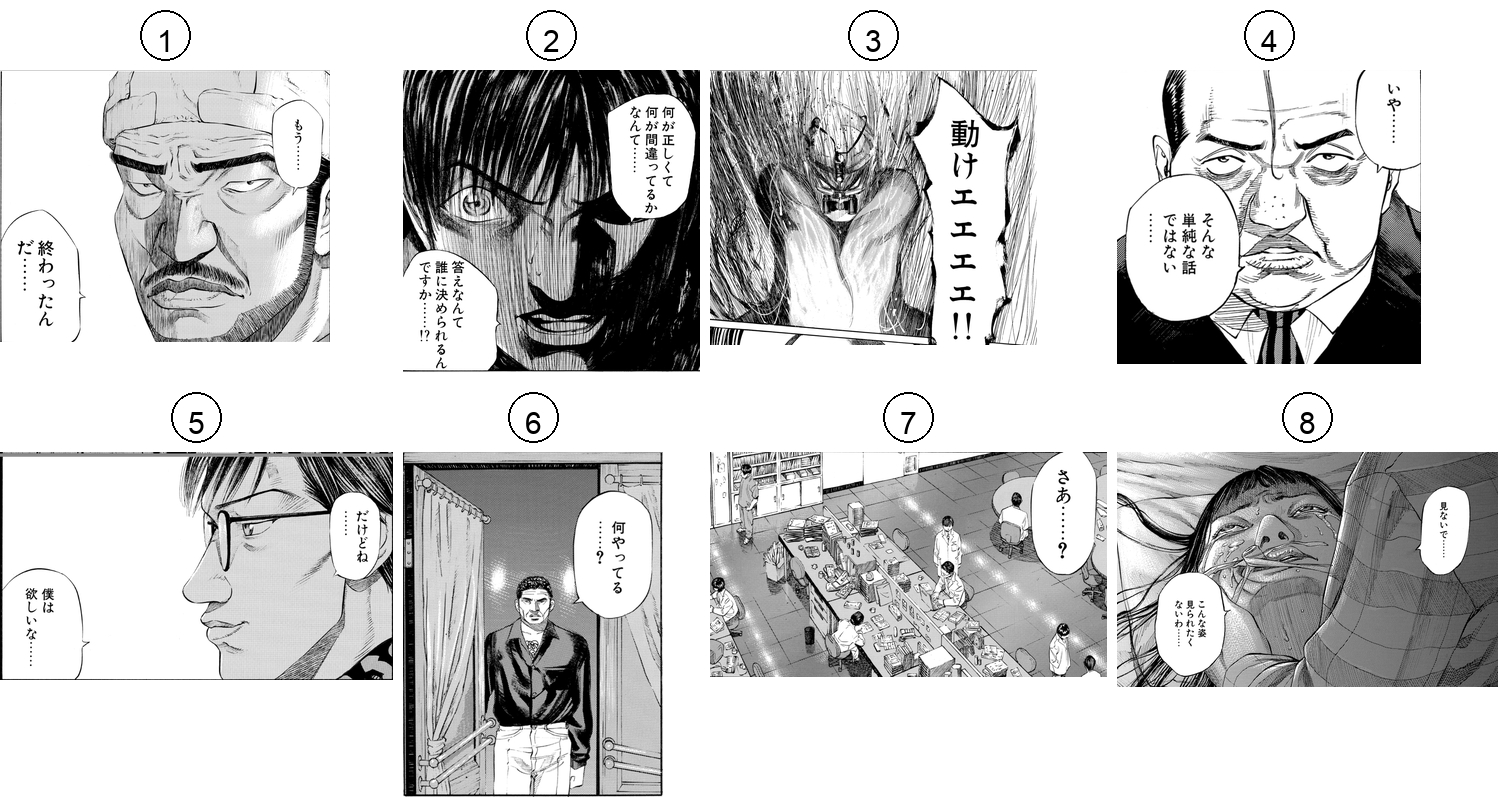 1
もう……
終わったん
だ……
2
何が正しくて
何が間違ってるか
なんて……
答えなんて
誰に決められるん
ですか……!?
3
動けェェェェ!!
4
いや………
そんな
単純な話
ではない
……
5
だけどね
……
僕は
欲しいな……
6
何やってる
……?
7
さあ……?
8
見ないで……
こんな姿
見られたく
ないわ……